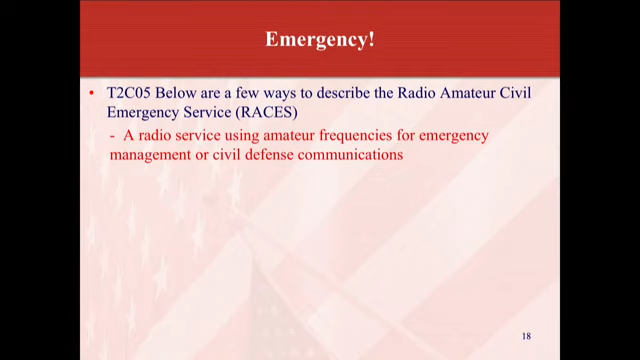 Emergency!
• T2C05 Below are a few ways to describe the Radio Amateur Civil
Emergency Service (RACES)
- A radio service using amateur frequencies for emergency
management or civil defense communications
18